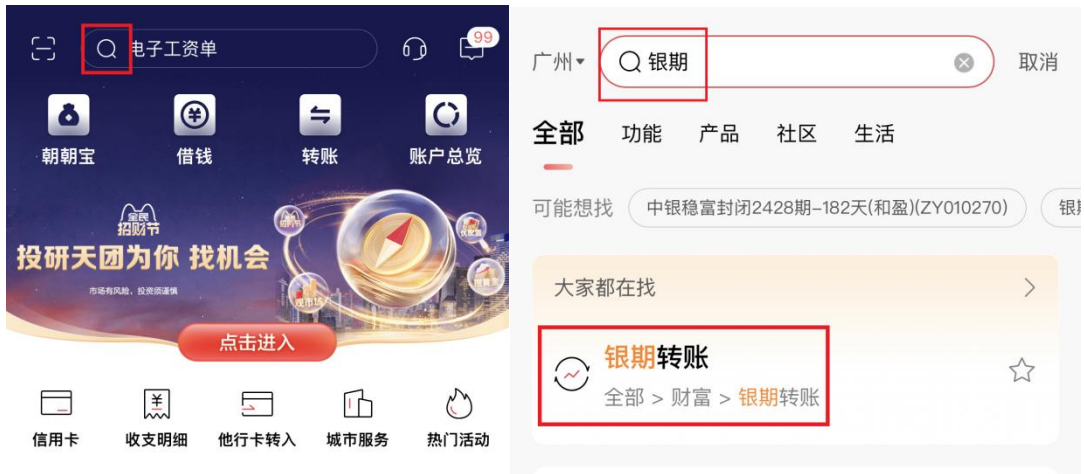 电子工资单
99
朝朝宝
借钱
转账
账户总览
全民
招财节
投研天团为你 找机会
市场有风险,投资须谨慎
观市场
点击进入
信用卡
收支明细
他行卡转入
城市服务
热门活动
广州
银期
取消
全部
功能
产品
社区
生活
可能想找
中银稳富封闭2428期-182天(和盈)(ZY010270)
银期
大家都在找
银期转账
全部 > 财富 > 银期转账